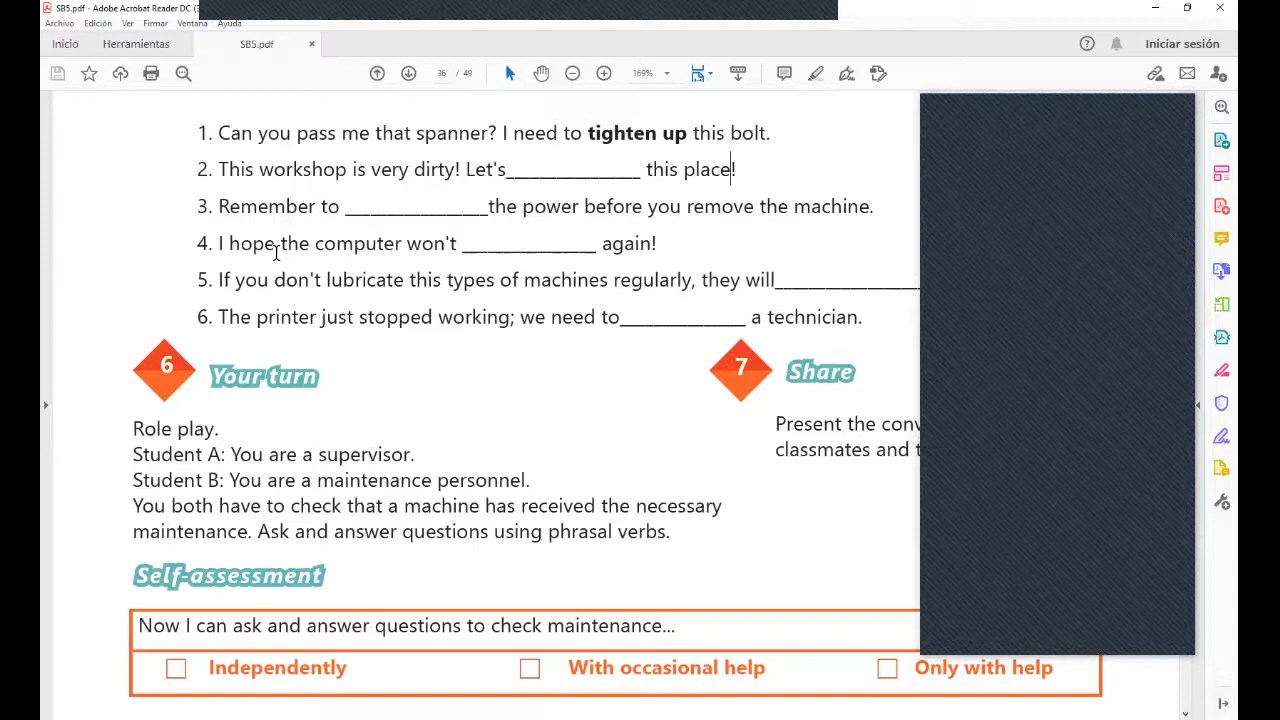 SB5.pdf - Adobe Acrobat Reader DC (3
Archivo Edición Ver Firmar Ventana Ayuda
Inicio Herramientas SB5.pdf × Iniciar sesión
36 / 49 169%
1. Can you pass me that spanner? I need to tighten up this bolt.
2. This workshop is very dirty! Let's________________ this place!
3. Remember to _________________the power before you remove the machine.
4. I hope the computer won't ________________ again!
5. If you don't lubricate this types of machines regularly, they will_________________
6. The printer just stopped working; we need to_______________ a technician.
6 Your turn
Role play.
Student A: You are a supervisor.
Student B: You are a maintenance personnel.
You both have to check that a machine has received the necessary
maintenance. Ask and answer questions using phrasal verbs.
7 Share
Present the conv
classmates and t
Self-assessment
Now I can ask and answer questions to check maintenance...
Independently With occasional help Only with help